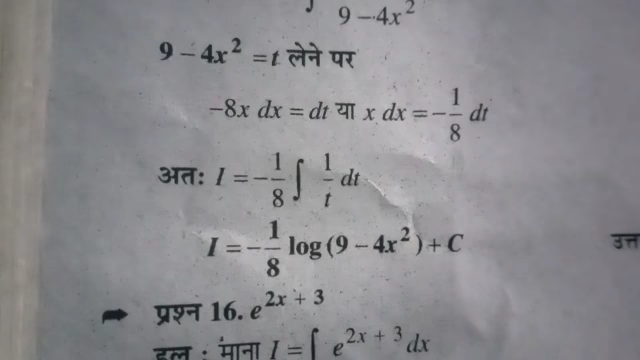 ∫ 9 – 4x²
9 – 4x² = t लेने पर
–8x dx = dt या x dx = –1/8 dt
अतः I = –1/8 ∫ 1/t dt
I = –1/8 log (9 – 4x²) + C
उत्त
➡ प्रश्न 16. e^(2x + 3)
हल : माना I = ∫ e^(2x + 3) dx